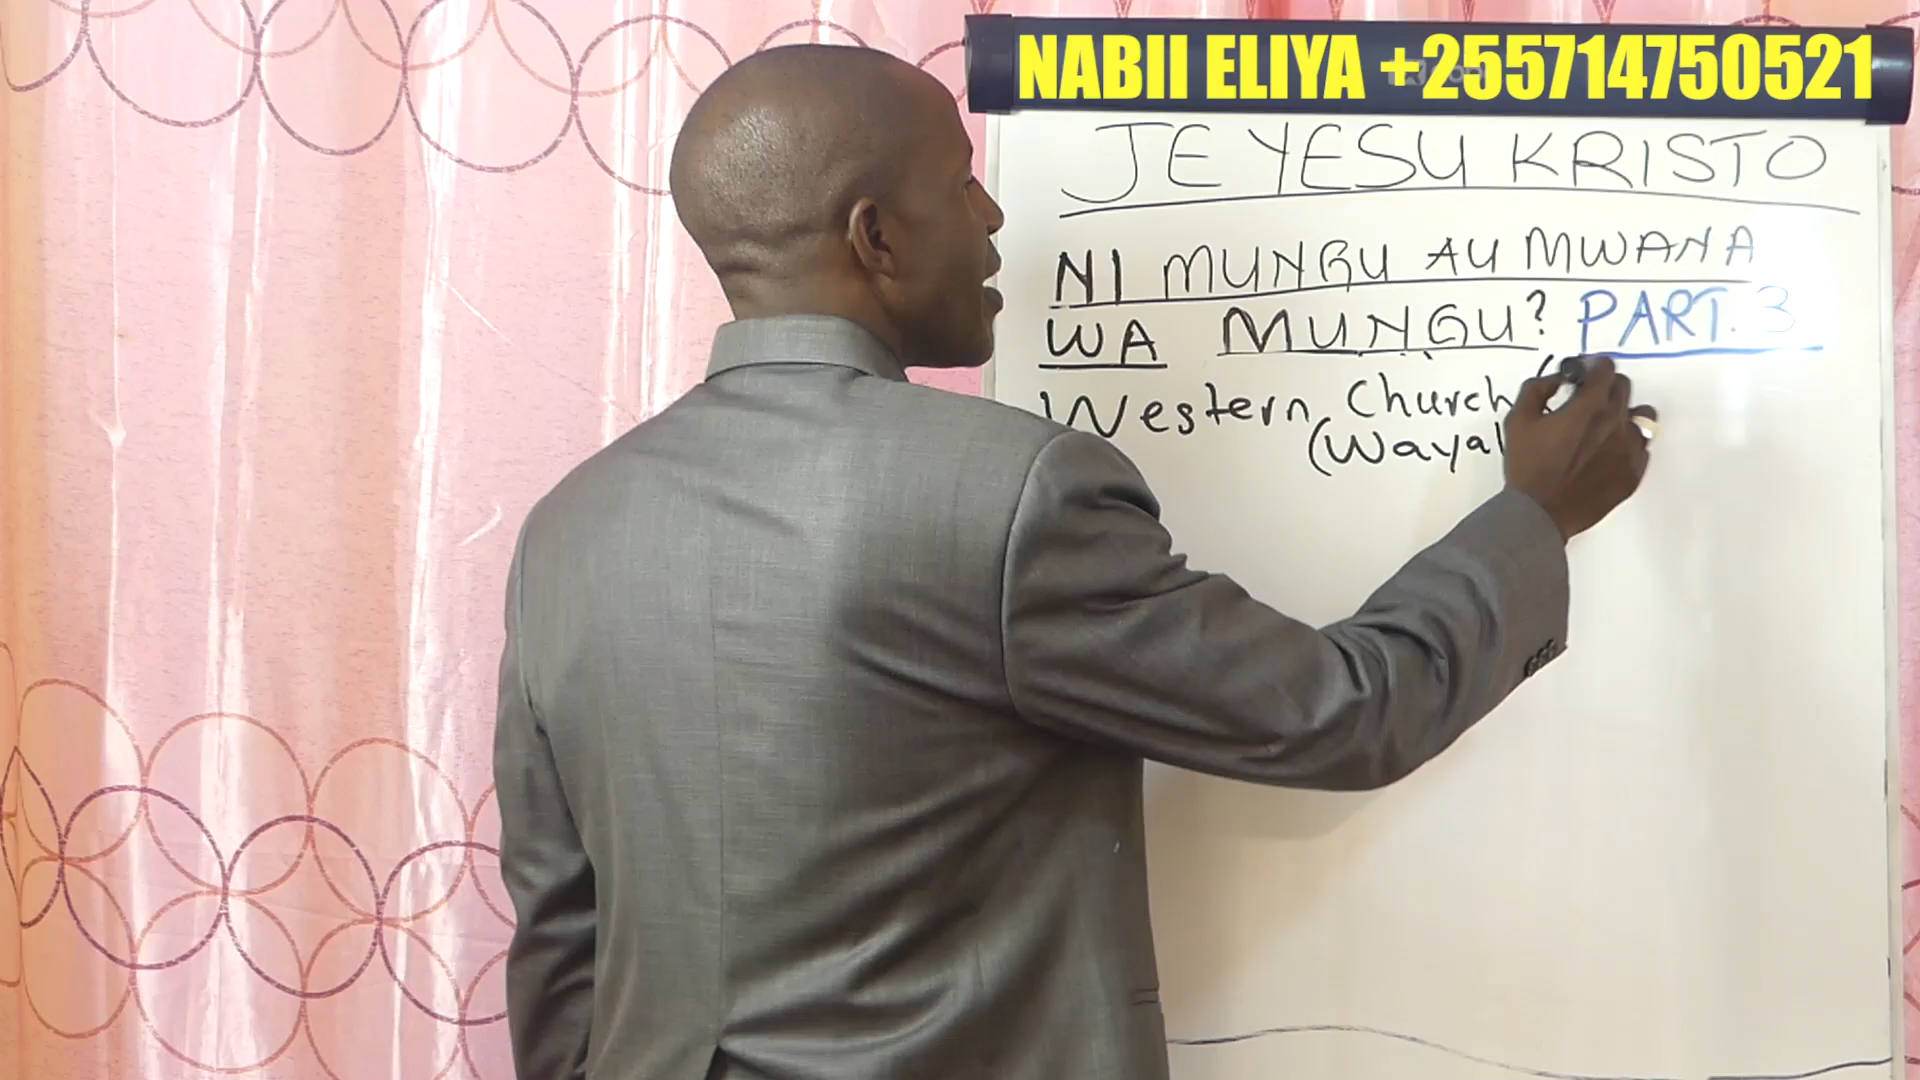 NABII ELIYA +255714750521
JE YESU KRISTO
NI MUNGU AU MWANA
WA MUNGU? PART. 3
Western Church (